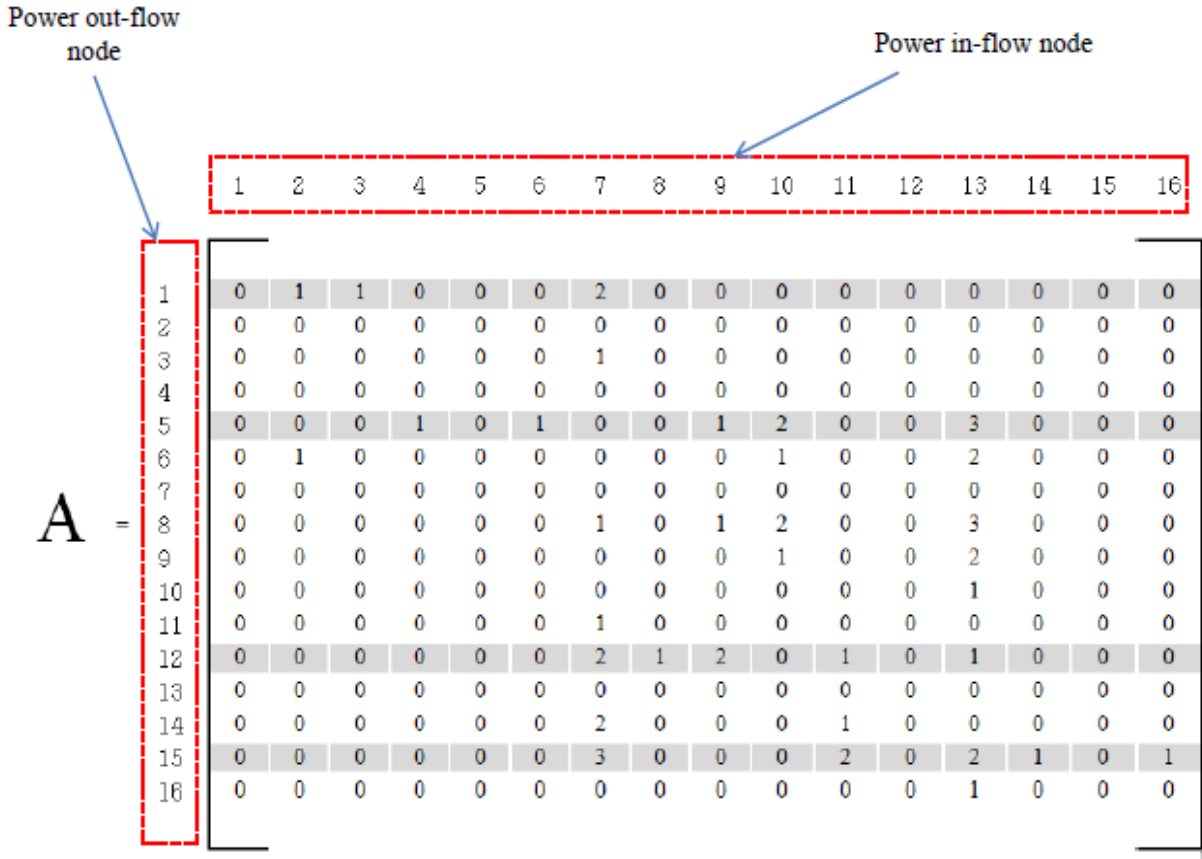 Power out-flow
node
Power in-flow node
1 2 3 4 5 6 7 8 9 10 11 12 13 14 15 16
1 0 1 1 0 0 0 2 0 0 0 0 0 0 0 0 0
2 0 0 0 0 0 0 0 0 0 0 0 0 0 0 0 0
3 0 0 0 0 0 0 1 0 0 0 0 0 0 0 0 0
4 0 0 0 0 0 0 0 0 0 0 0 0 0 0 0 0
5 0 0 0 1 0 1 0 0 1 2 0 0 3 0 0 0
6 0 1 0 0 0 0 0 0 0 1 0 0 2 0 0 0
7 0 0 0 0 0 0 0 0 0 0 0 0 0 0 0 0
A = 8 0 0 0 0 0 0 1 0 1 2 0 0 3 0 0 0
9 0 0 0 0 0 0 0 0 0 1 0 0 2 0 0 0
10 0 0 0 0 0 0 0 0 0 0 0 0 1 0 0 0
11 0 0 0 0 0 0 1 0 0 0 0 0 0 0 0 0
12 0 0 0 0 0 0 2 1 2 0 1 0 1 0 0 0
13 0 0 0 0 0 0 0 0 0 0 0 0 0 0 0 0
14 0 0 0 0 0 0 2 0 0 0 1 0 0 0 0 0
15 0 0 0 0 0 0 3 0 0 0 2 0 2 1 0 1
16 0 0 0 0 0 0 0 0 0 0 0 0 1 0 0 0